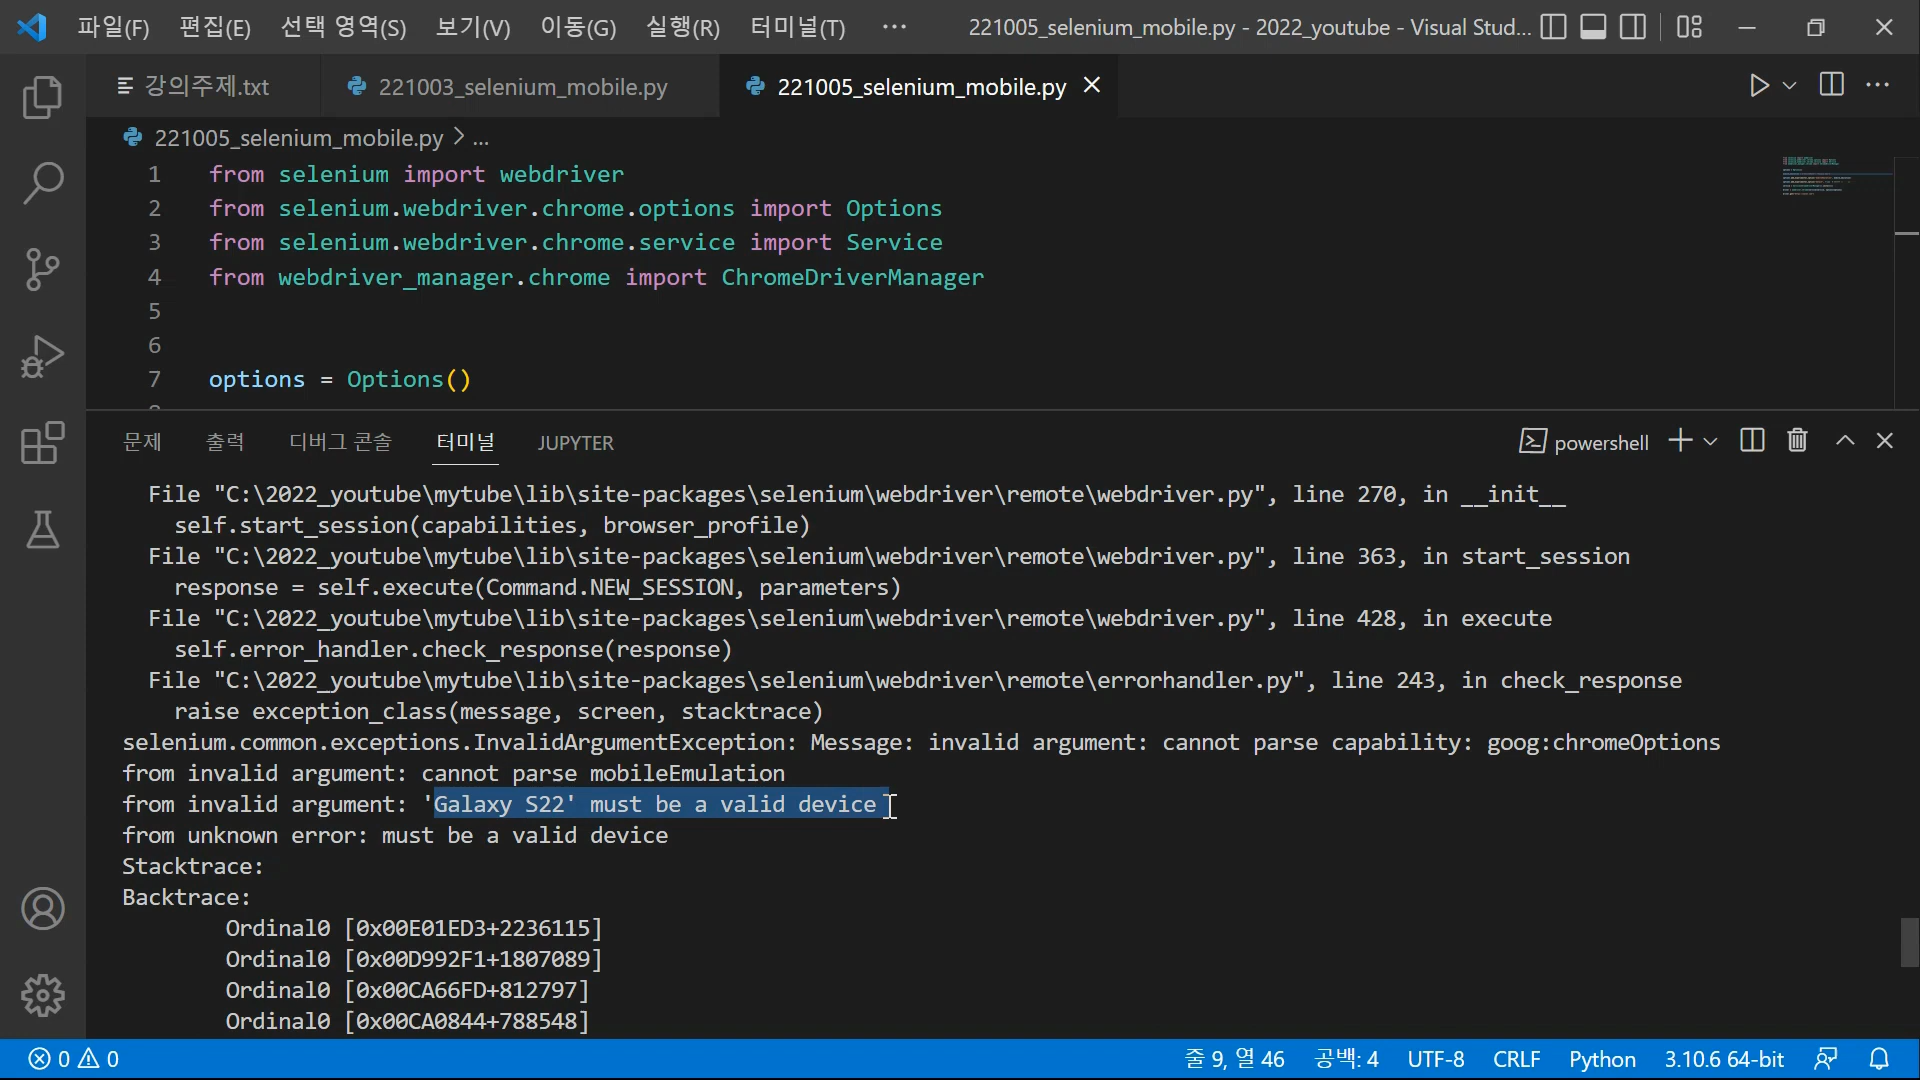 파일(F) 편집(E) 선택 영역(S) 보기(V) 이동(G) 실행(R) 터미널(T) ··· 221005_selenium_mobile.py - 2022_youtube - Visual Stud...
강의주제.txt 221003_selenium_mobile.py 221005_selenium_mobile.py
221005_selenium_mobile.py > ...
1 from selenium import webdriver
2 from selenium.webdriver.chrome.options import Options
3 from selenium.webdriver.chrome.service import Service
4 from webdriver_manager.chrome import ChromeDriverManager
5
6
7 options = Options()
문제 출력 디버그 콘솔 터미널 JUPYTER powershell
File "C:\2022_youtube\mytube\lib\site-packages\selenium\webdriver\remote\webdriver.py", line 270, in __init__
self.start_session(capabilities, browser_profile)
File "C:\2022_youtube\mytube\lib\site-packages\selenium\webdriver\remote\webdriver.py", line 363, in start_session
response = self.execute(Command.NEW_SESSION, parameters)
File "C:\2022_youtube\mytube\lib\site-packages\selenium\webdriver\remote\webdriver.py", line 428, in execute
self.error_handler.check_response(response)
File "C:\2022_youtube\mytube\lib\site-packages\selenium\webdriver\remote\errorhandler.py", line 243, in check_response
raise exception_class(message, screen, stacktrace)
selenium.common.exceptions.InvalidArgumentException: Message: invalid argument: cannot parse capability: goog:chromeOptions
from invalid argument: cannot parse mobileEmulation
from invalid argument: 'Galaxy S22' must be a valid device
from unknown error: must be a valid device
Stacktrace:
Backtrace:
Ordinal0 [0x00E01ED3+2236115]
Ordinal0 [0x00D992F1+1807089]
Ordinal0 [0x00CA66FD+812797]
Ordinal0 [0x00CA0844+788548]
0 0 줄 9, 열 46 공백: 4 UTF-8 CRLF Python 3.10.6 64-bit